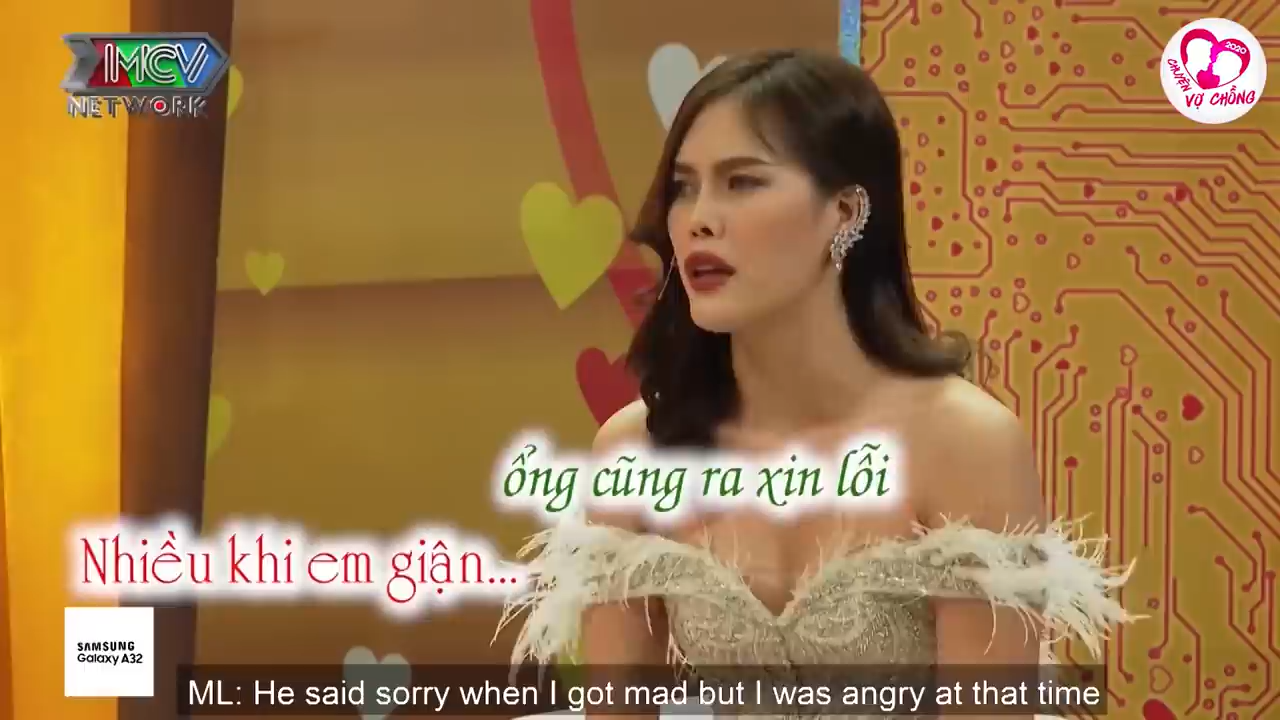 MCV
NETWORK
2020
CHUYỆN
VỢ CHỒNG
ổng cũng ra xin lỗi
Nhiều khi em giận...
SAMSUNG
Galaxy A32
ML: He said sorry when I got mad but I was angry at that time